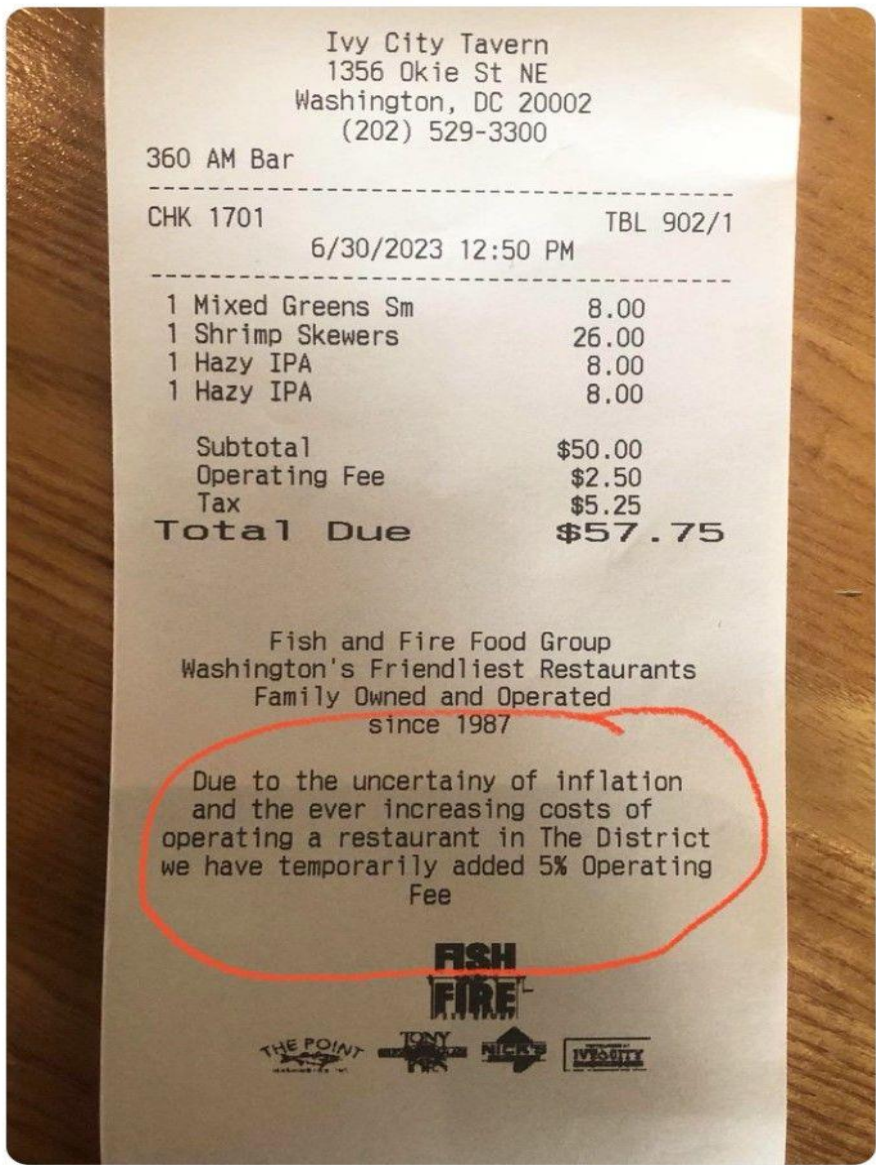 Ivy City Tavern
1356 Okie St NE
Washington, DC 20002
(202) 529-3300
360 AM Bar
----------------------------------------
CHK 1701 TBL 902/1
6/30/2023 12:50 PM
----------------------------------------
1 Mixed Greens Sm 8.00
1 Shrimp Skewers 26.00
1 Hazy IPA 8.00
1 Hazy IPA 8.00
Subtotal $50.00
Operating Fee $2.50
Tax $5.25
Total Due $57.75
Fish and Fire Food Group
Washington's Friendliest Restaurants
Family Owned and Operated
since 1987
Due to the uncertainy of inflation
and the ever increasing costs of
operating a restaurant in The District
we have temporarily added 5% Operating
Fee
FISH
FIRE
THE POINT TONY NICK'S IVY CITY